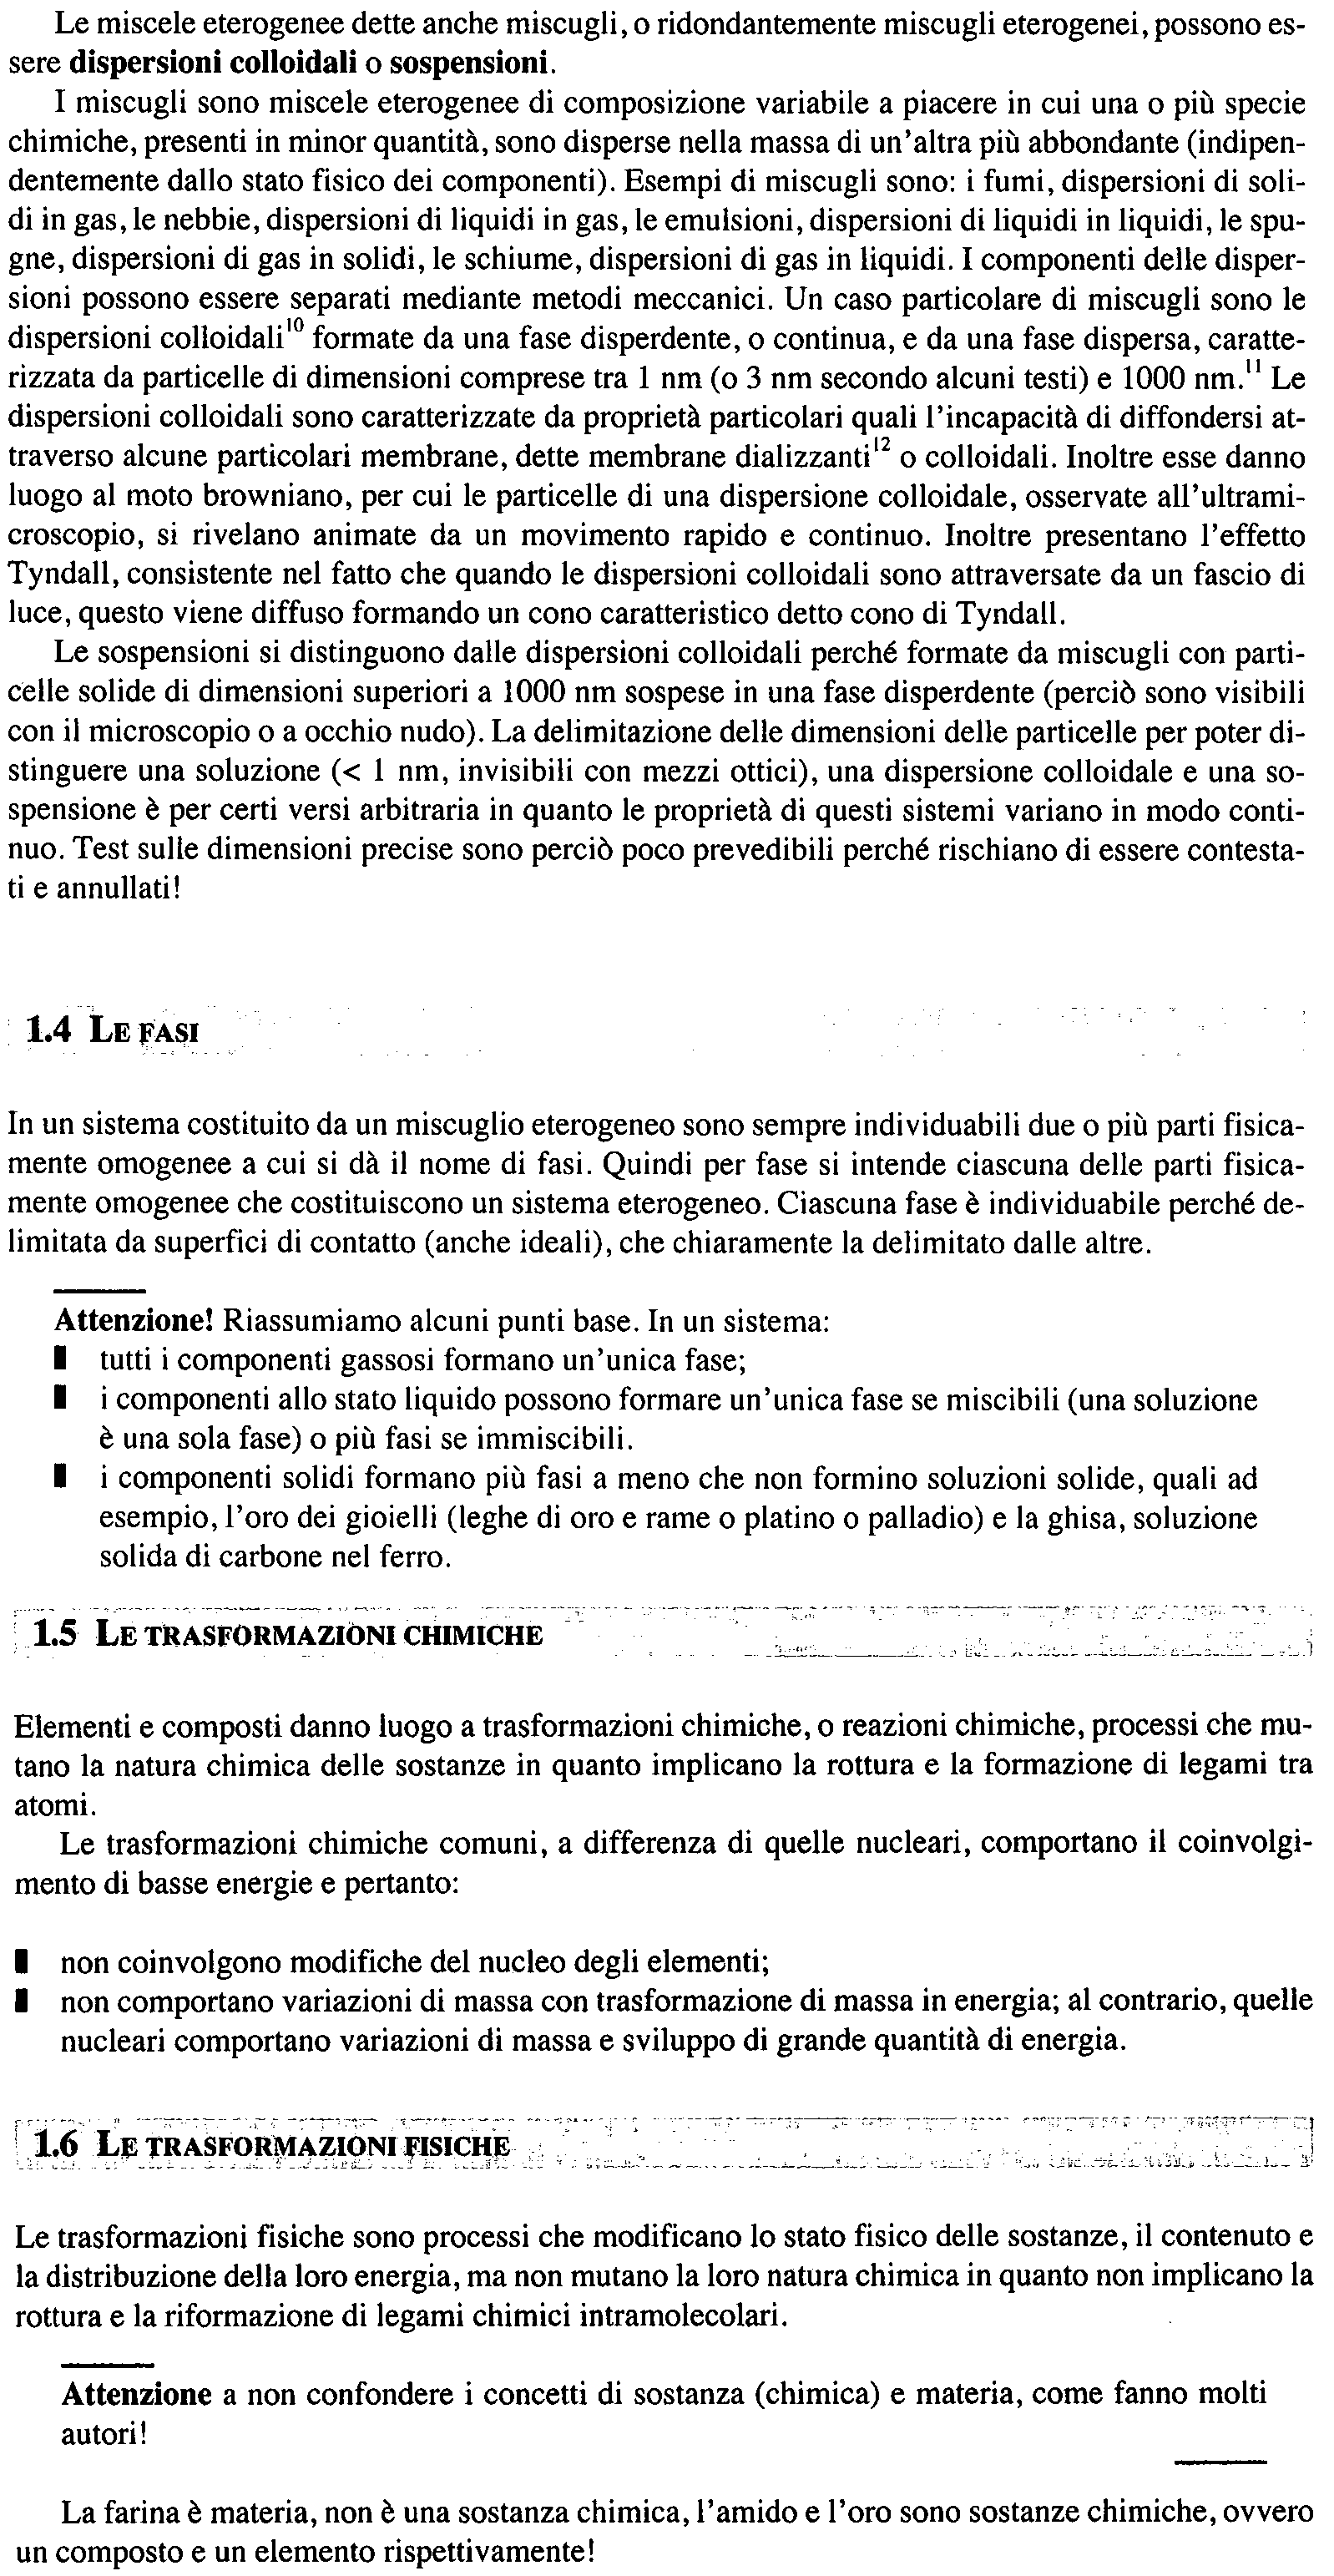 Le miscele eterogenee dette anche miscugli, o ridondantemente miscugli eterogenei, possono es-
sere dispersioni colloidali o sospensioni.
I miscugli sono miscele eterogenee di composizione variabile a piacere in cui una o più specie
chimiche, presenti in minor quantità, sono disperse nella massa di un'altra più abbondante (indipen-
dentemente dallo stato fisico dei componenti). Esempi di miscugli sono: i fumi, dispersioni di soli-
di in gas, le nebbie, dispersioni di liquidi in gas, le emulsioni, dispersioni di liquidi in liquidi, le spu-
gne, dispersioni di gas in solidi, le schiume, dispersioni di gas in liquidi. I componenti delle disper-
sioni possono essere separati mediante metodi meccanici. Un caso particolare di miscugli sono le
dispersioni colloidali¹⁰ formate da una fase disperdente, o continua, e da una fase dispersa, caratte-
rizzata da particelle di dimensioni comprese tra 1 nm (o 3 nm secondo alcuni testi) e 1000 nm.¹¹ Le
dispersioni colloidali sono caratterizzate da proprietà particolari quali l'incapacità di diffondersi at-
traverso alcune particolari membrane, dette membrane dializzanti¹² o colloidali. Inoltre esse danno
luogo al moto browniano, per cui le particelle di una dispersione colloidale, osservate all'ultrami-
croscopio, si rivelano animate da un movimento rapido e continuo. Inoltre presentano l'effetto
Tyndall, consistente nel fatto che quando le dispersioni colloidali sono attraversate da un fascio di
luce, questo viene diffuso formando un cono caratteristico detto cono di Tyndall.
Le sospensioni si distinguono dalle dispersioni colloidali perché formate da miscugli con parti-
celle solide di dimensioni superiori a 1000 nm sospese in una fase disperdente (perciò sono visibili
con il microscopio o a occhio nudo). La delimitazione delle dimensioni delle particelle per poter di-
stinguere una soluzione (< 1 nm, invisibili con mezzi ottici), una dispersione colloidale e una so-
spensione è per certi versi arbitraria in quanto le proprietà di questi sistemi variano in modo conti-
nuo. Test sulle dimensioni precise sono perciò poco prevedibili perché rischiano di essere contesta-
ti e annullati!
1.4 LE FASI
In un sistema costituito da un miscuglio eterogeneo sono sempre individuabili due o più parti fisica-
mente omogenee a cui si dà il nome di fasi. Quindi per fase si intende ciascuna delle parti fisica-
mente omogenee che costituiscono un sistema eterogeneo. Ciascuna fase è individuabile perché de-
limitata da superfici di contatto (anche ideali), che chiaramente la delimitato dalle altre.
Attenzione! Riassumiamo alcuni punti base. In un sistema:
▮ tutti i componenti gassosi formano un'unica fase;
▮ i componenti allo stato liquido possono formare un'unica fase se miscibili (una soluzione
è una sola fase) o più fasi se immiscibili.
▮ i componenti solidi formano più fasi a meno che non formino soluzioni solide, quali ad
esempio, l'oro dei gioielli (leghe di oro e rame o platino o palladio) e la ghisa, soluzione
solida di carbone nel ferro.
1.5 LE TRASFORMAZIONI CHIMICHE
Elementi e composti danno luogo a trasformazioni chimiche, o reazioni chimiche, processi che mu-
tano la natura chimica delle sostanze in quanto implicano la rottura e la formazione di legami tra
atomi.
Le trasformazioni chimiche comuni, a differenza di quelle nucleari, comportano il coinvolgi-
mento di basse energie e pertanto:
▮ non coinvolgono modifiche del nucleo degli elementi;
▮ non comportano variazioni di massa con trasformazione di massa in energia; al contrario, quelle
nucleari comportano variazioni di massa e sviluppo di grande quantità di energia.
1.6 LE TRASFORMAZIONI FISICHE
Le trasformazioni fisiche sono processi che modificano lo stato fisico delle sostanze, il contenuto e
la distribuzione della loro energia, ma non mutano la loro natura chimica in quanto non implicano la
rottura e la riformazione di legami chimici intramolecolari.
Attenzione a non confondere i concetti di sostanza (chimica) e materia, come fanno molti
autori!
La farina è materia, non è una sostanza chimica, l'amido e l'oro sono sostanze chimiche, ovvero
un composto e un elemento rispettivamente!